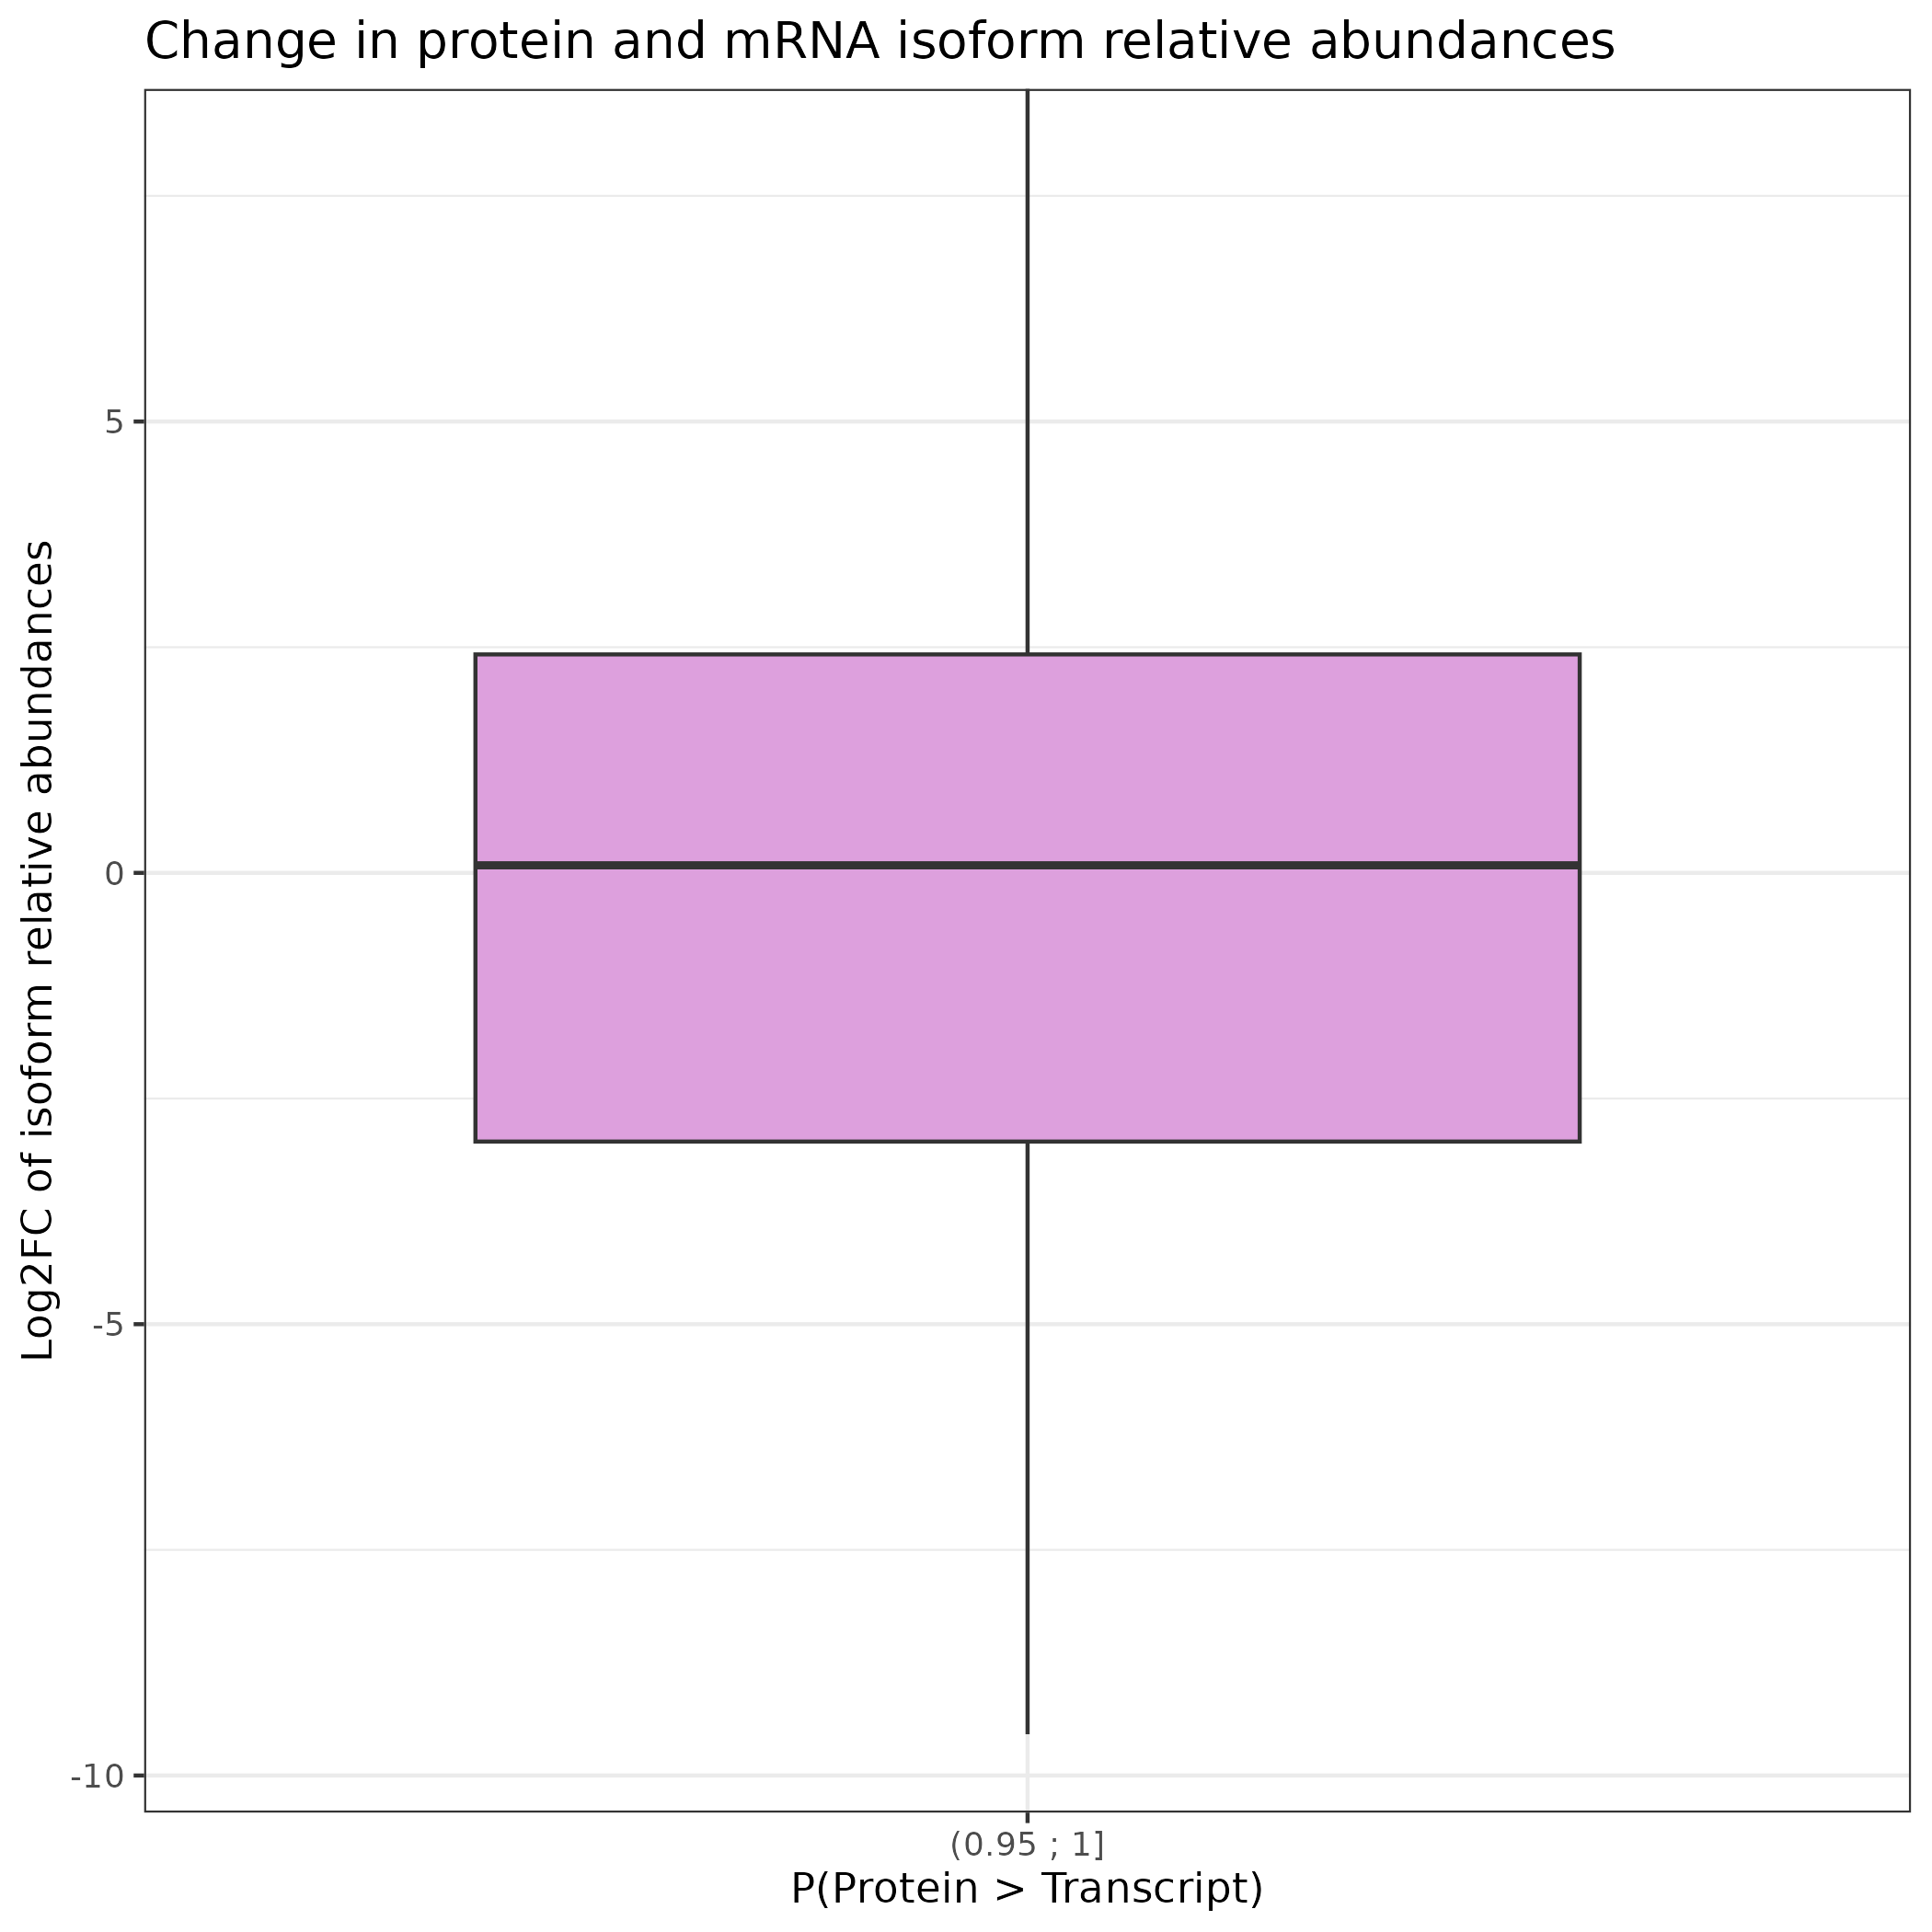 Change in protein and mRNA isoform relative abundances
Log2FC of isoform relative abundances
5
0
-5
-10
(0.95 ; 1]
P(Protein > Transcript)